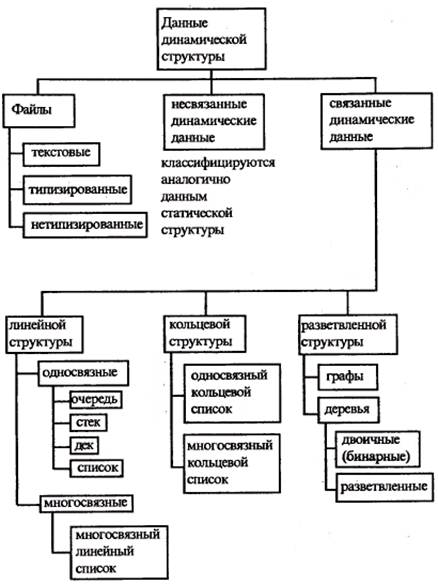 Данные
динамической
структуры
Файлы
текстовые
типизированные
нетипизированные
несвязанные
динамические
данные
классифицируются
аналогично
данным
статической
структуры
связанные
динамические
данные
линейной
структуры
односвязные
очередь
стек
дек
список
многосвязные
многосвязный
линейный
список
кольцевой
структуры
односвязный
кольцевой
список
многосвязный
кольцевой
список
разветвленной
структуры
графы
деревья
двоичные
(бинарные)
разветвленные